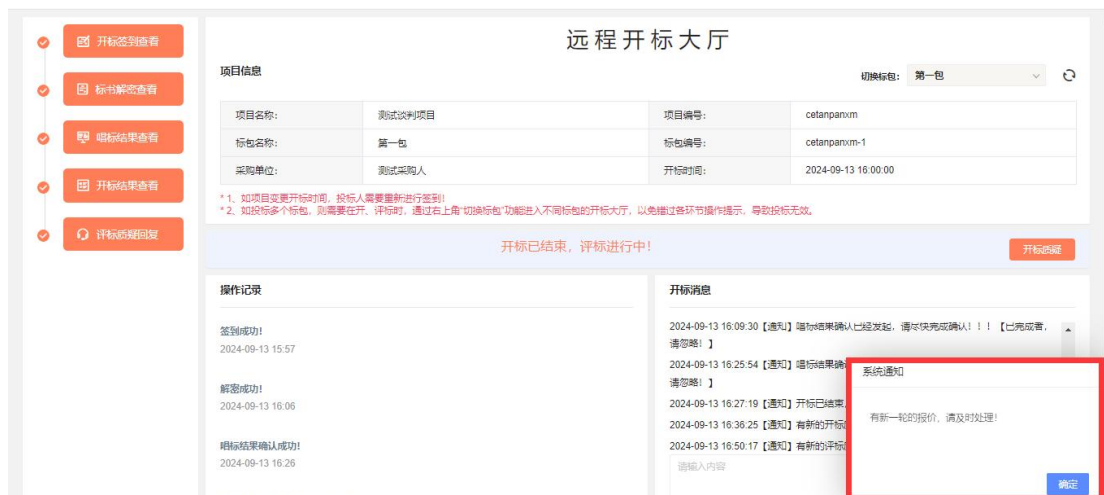 开标签到查看
标书解密查看
唱标结果查看
开标结果查看
评标质疑回复
远程开标大厅
项目信息
切换标包： 第一包
项目名称： 测试谈判项目 项目编号： cetanpanxm
标包名称： 第一包 标包编号： cetanpanxm-1
采购单位： 测试采购人 开标时间： 2024-09-13 16:00:00
* 1、如项目变更开标时间，投标人需要重新进行签到！
* 2、如投标多个标包，则需要在开、评标时，通过右上角“切换标包”功能进入不同标包的开标大厅，以免错过各环节操作提示，导致投标无效。
开标已结束，评标进行中！
开标质疑
操作记录
签到成功！
2024-09-13 15:57
解密成功！
2024-09-13 16:06
唱标结果确认成功！
2024-09-13 16:26
开标消息
2024-09-13 16:09:30【通知】唱标结果确认已经发起，请尽快完成确认！！！【已完成者，
请忽略！】
2024-09-13 16:25:54【通知】唱标结果确
请忽略！】
2024-09-13 16:27:19【通知】开标已结束
2024-09-13 16:36:25【通知】有新的开标
2024-09-13 16:50:17【通知】有新的评标
请输入内容
系统通知
有新一轮的报价，请及时处理！
确定